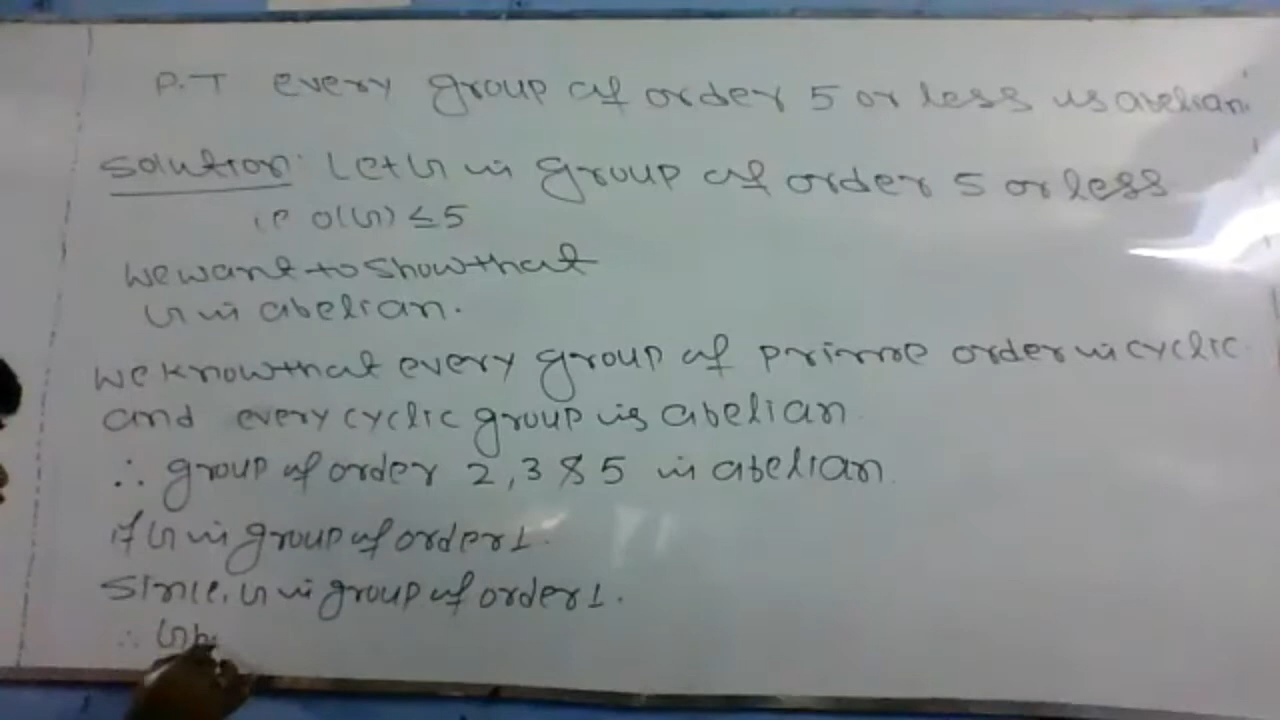 P.T every group of order 5 or less is abelian.
Solution: Let G is group of order 5 or less
i.e o(G) ≤ 5
We want to show that
G is abelian.
We know that every group of prime order is cyclic
and every cyclic group is abelian
∴ group of order 2, 3 & 5 is abelian
if G is group of order 1.
Since, G is group of order 1.
∴ G